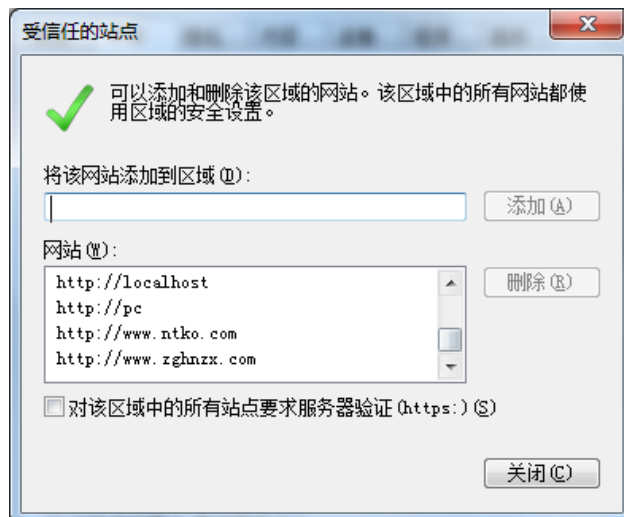 受信任的站点
可以添加和删除该区域的网站。该区域中的所有网站都使
用区域的安全设置。
将该网站添加到区域(D):
添加(A)
网站(W):
http://localhost
http://pc
http://www.ntko.com
http://www.zghnzx.com
删除(R)
对该区域中的所有站点要求服务器验证(https:)(S)
关闭(C)